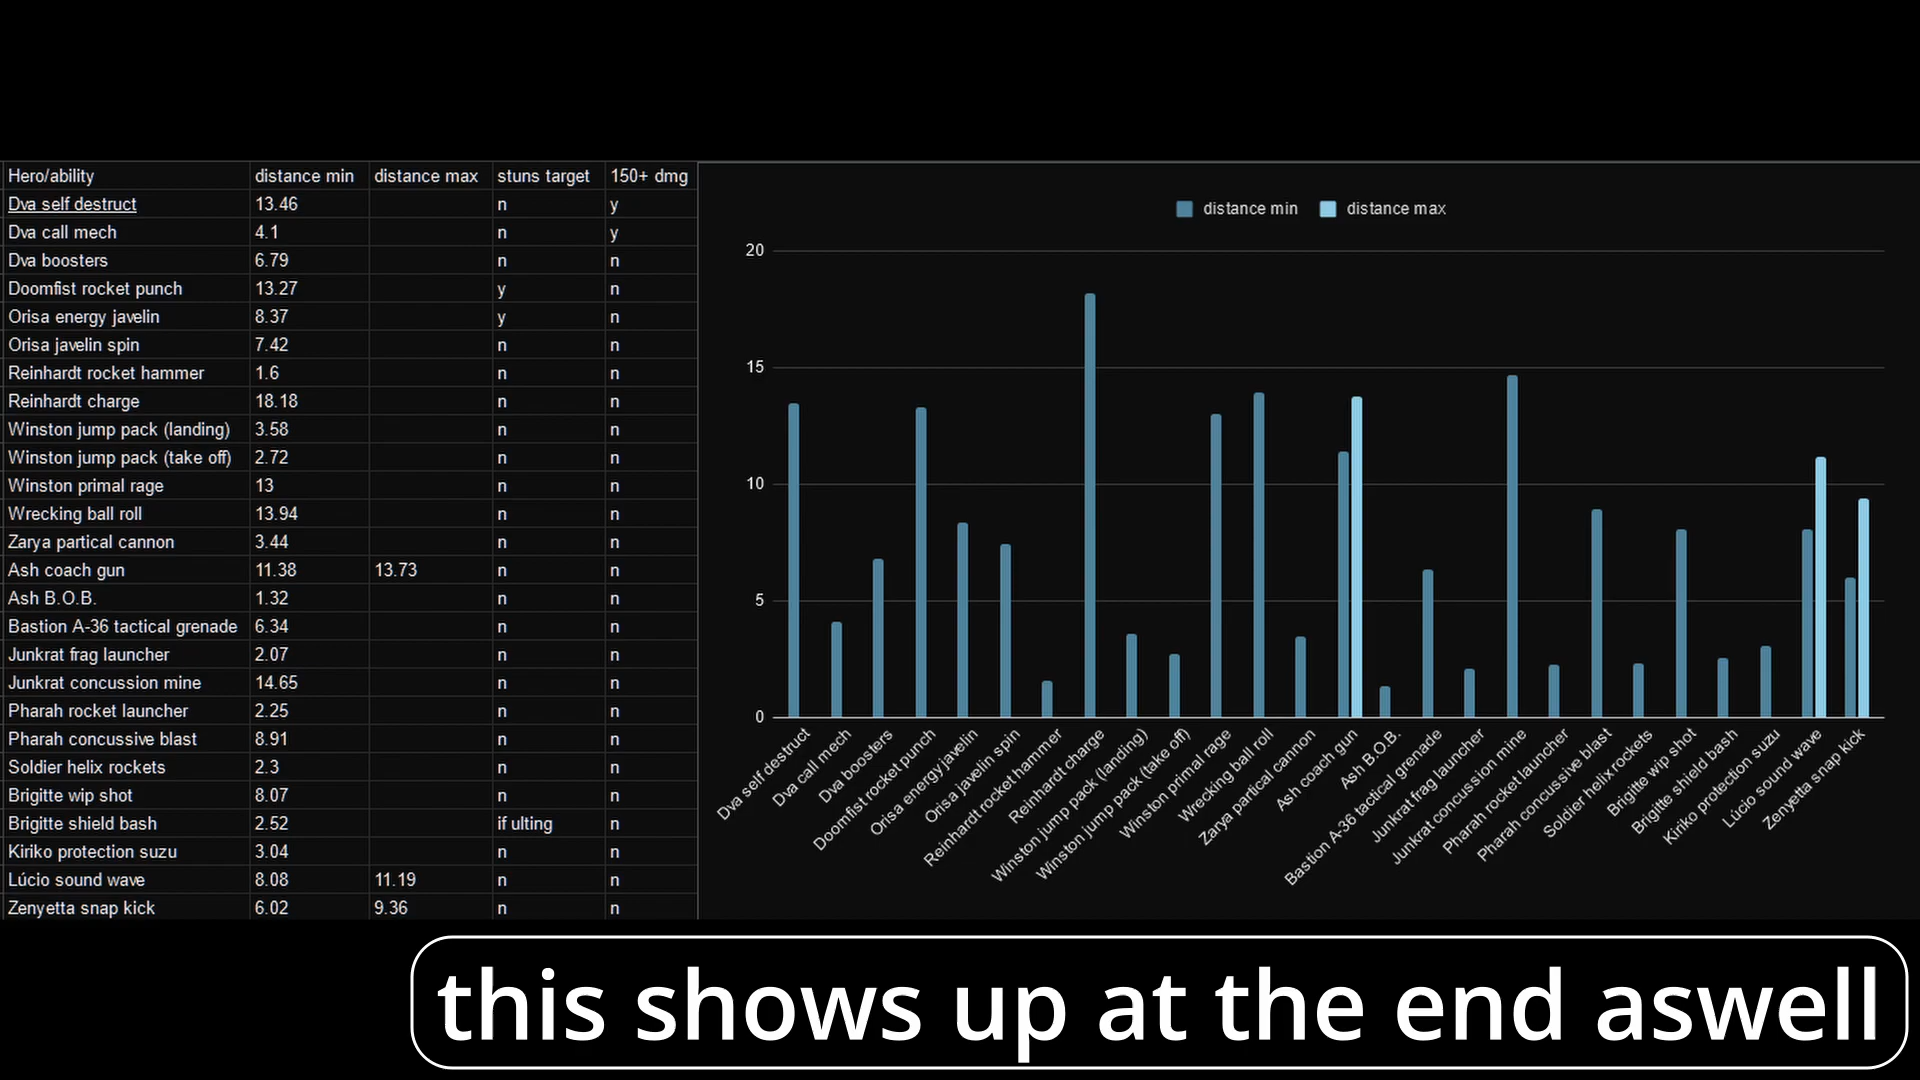 Hero/ability distance min distance max stuns target 150+ dmg
Dva self destruct 13.46 n y
Dva call mech 4.1 n y
Dva boosters 6.79 n n
Doomfist rocket punch 13.27 y n
Orisa energy javelin 8.37 y n
Orisa javelin spin 7.42 n n
Reinhardt rocket hammer 1.6 n n
Reinhardt charge 18.18 n n
Winston jump pack (landing) 3.58 n n
Winston jump pack (take off) 2.72 n n
Winston primal rage 13 n n
Wrecking ball roll 13.94 n n
Zarya partical cannon 3.44 n n
Ash coach gun 11.38 13.73 n n
Ash B.O.B. 1.32 n n
Bastion A-36 tactical grenade 6.34 n n
Junkrat frag launcher 2.07 n n
Junkrat concussion mine 14.65 n n
Pharah rocket launcher 2.25 n n
Pharah concussive blast 8.91 n n
Soldier helix rockets 2.3 n n
Brigitte wip shot 8.07 n n
Brigitte shield bash 2.52 if ulting n
Kiriko protection suzu 3.04 n n
Lúcio sound wave 8.08 11.19 n n
Zenyetta snap kick 6.02 9.36 n n
distance min distance max
20
15
10
5
0
Dva self destruct
Dva call mech
Dva boosters
Doomfist rocket punch
Orisa energy javelin
Orisa javelin spin
Reinhardt rocket hammer
Reinhardt charge
Winston jump pack (landing)
Winston jump pack (take off)
Winston primal rage
Wrecking ball roll
Zarya partical cannon
Ash coach gun
Ash B.O.B.
Bastion A-36 tactical grenade
Junkrat frag launcher
Junkrat concussion mine
Pharah rocket launcher
Pharah concussive blast
Soldier helix rockets
Brigitte wip shot
Brigitte shield bash
Kiriko protection suzu
Lúcio sound wave
Zenyetta snap kick
this shows up at the end aswell